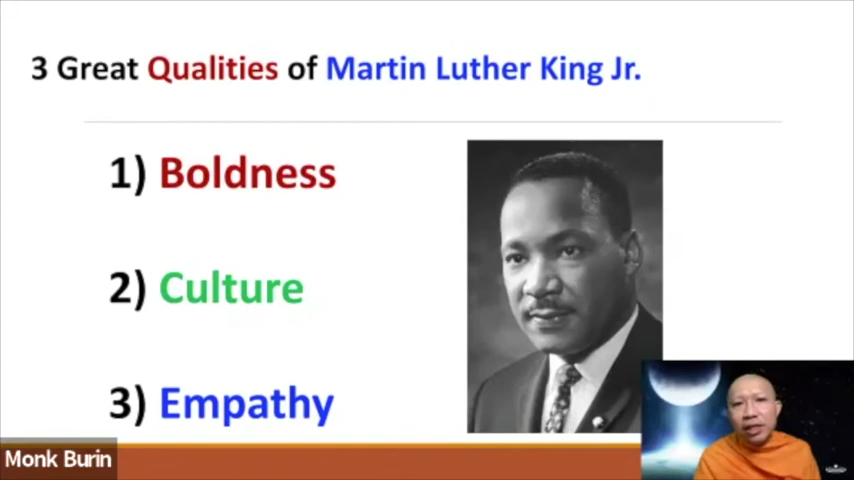 3 Great Qualities of Martin Luther King Jr.
1) Boldness
2) Culture
3) Empathy
Monk Burin